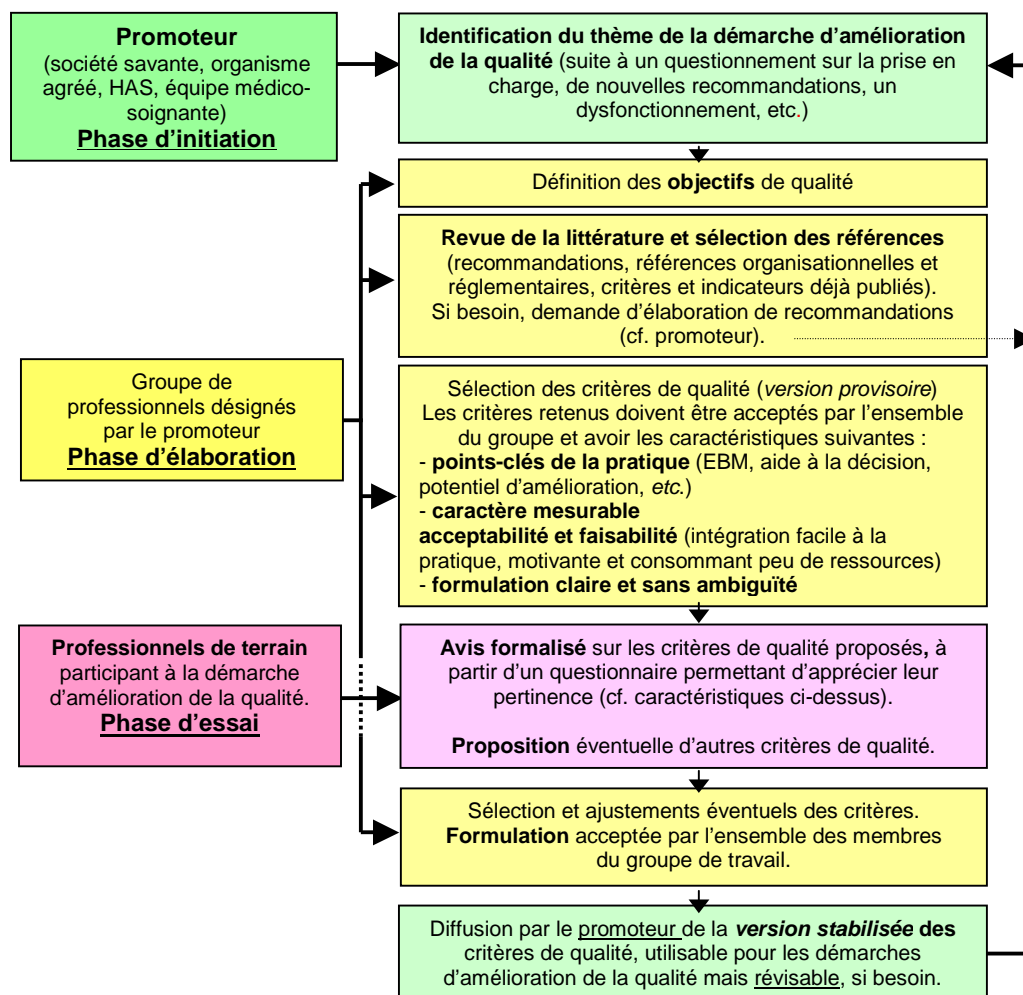 Promoteur
(société savante, organisme
agréé, HAS, équipe médico-
soignante)
Phase d’initiation
Identification du thème de la démarche d’amélioration
de la qualité (suite à un questionnement sur la prise en
charge, de nouvelles recommandations, un
dysfonctionnement, etc.)
Définition des objectifs de qualité
Revue de la littérature et sélection des références
(recommandations, références organisationnelles et
réglementaires, critères et indicateurs déjà publiés).
Si besoin, demande d’élaboration de recommandations
(cf. promoteur).
Groupe de
professionnels désignés
par le promoteur
Phase d’élaboration
Sélection des critères de qualité (version provisoire)
Les critères retenus doivent être acceptés par l’ensemble
du groupe et avoir les caractéristiques suivantes :
- points-clés de la pratique (EBM, aide à la décision,
potentiel d’amélioration, etc.)
- caractère mesurable
acceptabilité et faisabilité (intégration facile à la
pratique, motivante et consommant peu de ressources)
- formulation claire et sans ambiguïté
Professionnels de terrain
participant à la démarche
d’amélioration de la qualité.
Phase d’essai
Avis formalisé sur les critères de qualité proposés, à
partir d’un questionnaire permettant d’apprécier leur
pertinence (cf. caractéristiques ci-dessus).
Proposition éventuelle d’autres critères de qualité.
Sélection et ajustements éventuels des critères.
Formulation acceptée par l’ensemble des membres
du groupe de travail.
Diffusion par le promoteur de la version stabilisée des
critères de qualité, utilisable pour les démarches
d’amélioration de la qualité mais révisable, si besoin.